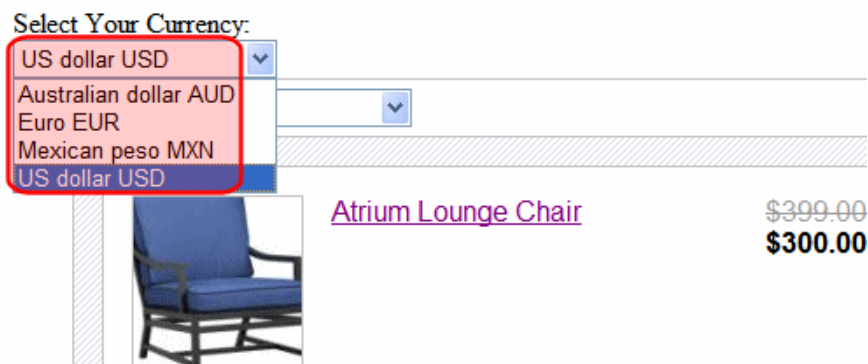 Select Your Currency:
US dollar USD
Australian dollar AUD
Euro EUR
Mexican peso MXN
US dollar USD
Atrium Lounge Chair
$399.00
$300.00